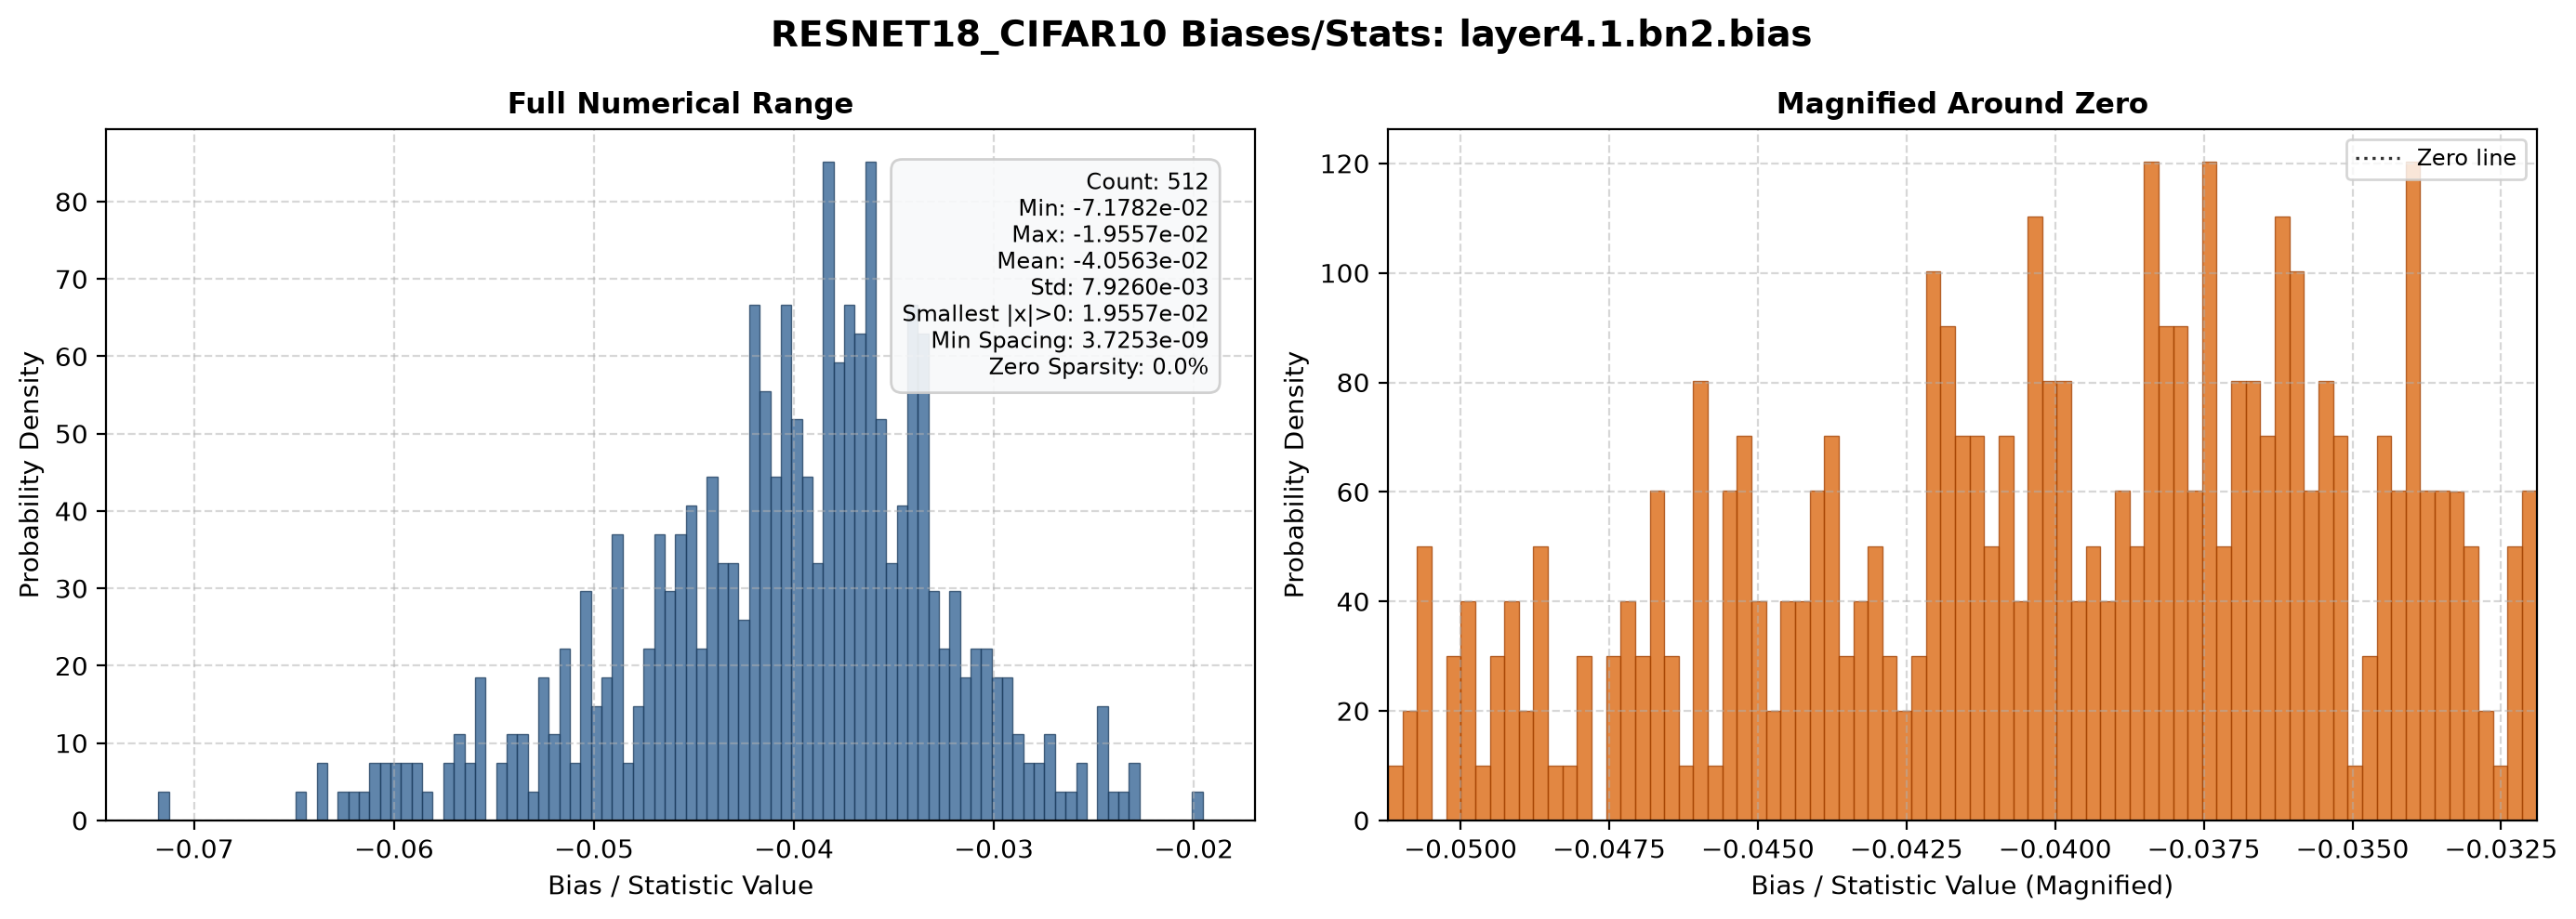 RESNET18_CIFAR10 Biases/Stats: layer4.1.bn2.bias
Full Numerical Range
Probability Density
80
70
60
50
40
30
20
10
0
Count: 512
Min: -7.1782e-02
Max: -1.9557e-02
Mean: -4.0563e-02
Std: 7.9260e-03
Smallest |x|>0: 1.9557e-02
Min Spacing: 3.7253e-09
Zero Sparsity: 0.0%
−0.07 −0.06 −0.05 −0.04 −0.03 −0.02
Bias / Statistic Value
Magnified Around Zero
Probability Density
120
100
80
60
40
20
0
Zero line
−0.0500 −0.0475 −0.0450 −0.0425 −0.0400 −0.0375 −0.0350 −0.0325
Bias / Statistic Value (Magnified)